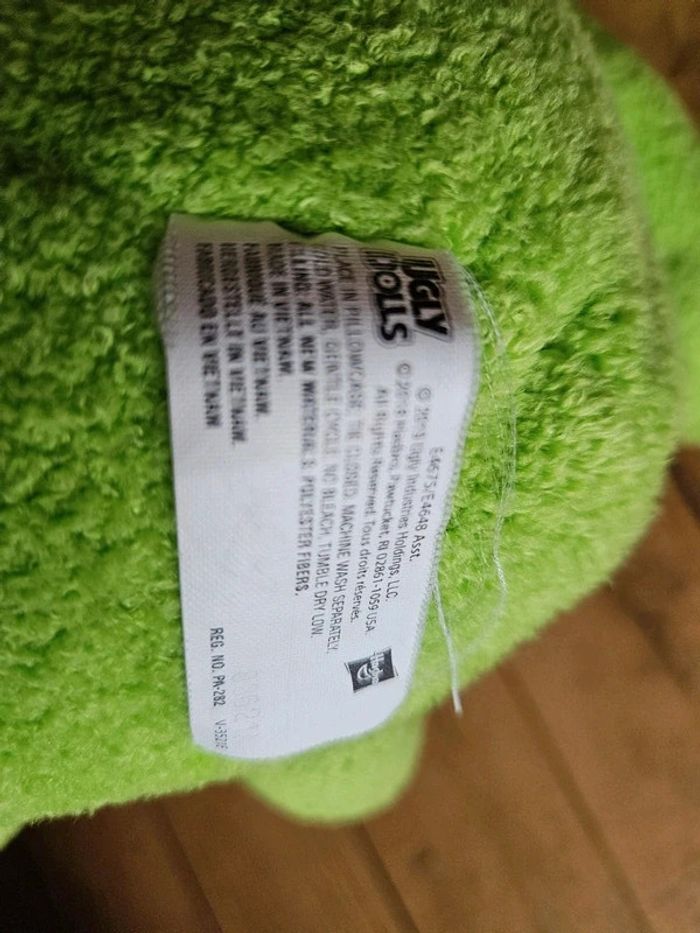 UGLY
DOLLS
E4675/E4648 Asst.
© 2019 Ugly Industries Holdings, LLC.
© 2019 Hasbro, Pawtucket, RI 02861-1059 USA.
All Rights Reserved. Tous droits réservés.
PLACE IN PILLOWCASE, TIE CLOSED, MACHINE WASH SEPARATELY,
WATER, GENTLE CYCLE, NO BLEACH, TUMBLE DRY LOW.
ALL NEW MATERIALS POLYESTER FIBERS.
MADE IN VIETNAM.
FABRIQUÉ AU VIETNAM.
HERGESTELLT IN VIETNAM.
FABRICADO EN VIETNAM
Hasbro
REG. NO. PA-282